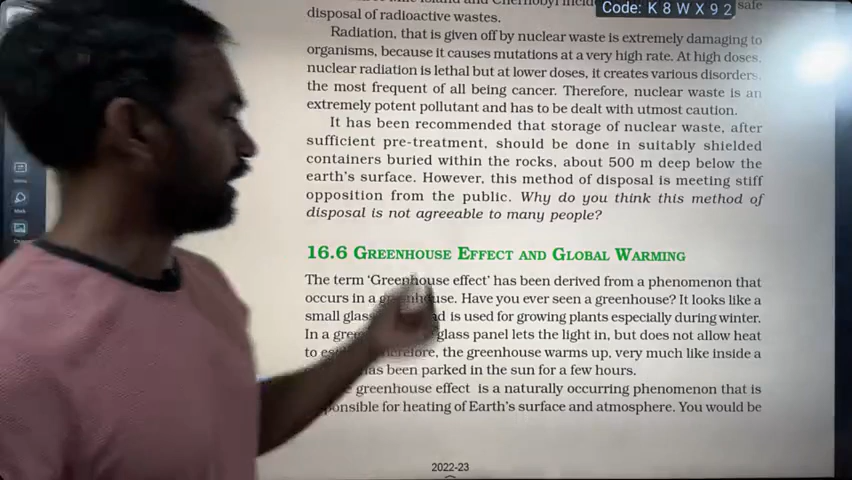 Code: K 8 W X 9 2
safe
disposal of radioactive wastes.
Radiation, that is given off by nuclear waste is extremely damaging to
organisms, because it causes mutations at a very high rate. At high doses,
nuclear radiation is lethal but at lower doses, it creates various disorders,
the most frequent of all being cancer. Therefore, nuclear waste is an
extremely potent pollutant and has to be dealt with utmost caution.
It has been recommended that storage of nuclear waste, after
sufficient pre-treatment, should be done in suitably shielded
containers buried within the rocks, about 500 m deep below the
earth's surface. However, this method of disposal is meeting stiff
opposition from the public. Why do you think this method of
disposal is not agreeable to many people?
16.6 GREENHOUSE EFFECT AND GLOBAL WARMING
The term 'Greenhouse effect' has been derived from a phenomenon that
occurs in a greenhouse. Have you ever seen a greenhouse? It looks like a
small glass is used for growing plants especially during winter.
In a glass panel lets the light in, but does not allow heat
to the greenhouse warms up, very much like inside a
has been parked in the sun for a few hours.
greenhouse effect is a naturally occurring phenomenon that is
for heating of Earth's surface and atmosphere. You would be
2022-23